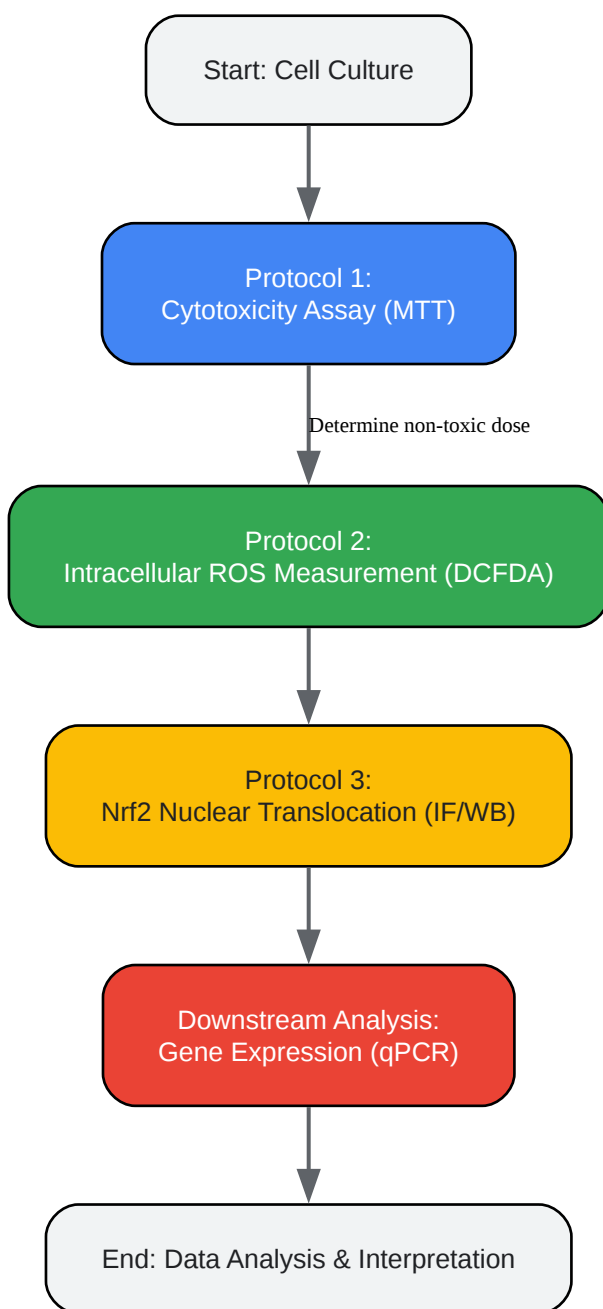 Start: Cell Culture
Protocol 1:
Cytotoxicity Assay (MTT)
Determine non-toxic dose
Protocol 2:
Intracellular ROS Measurement (DCFDA)
Protocol 3:
Nrf2 Nuclear Translocation (IF/WB)
Downstream Analysis:
Gene Expression (qPCR)
End: Data Analysis & Interpretation